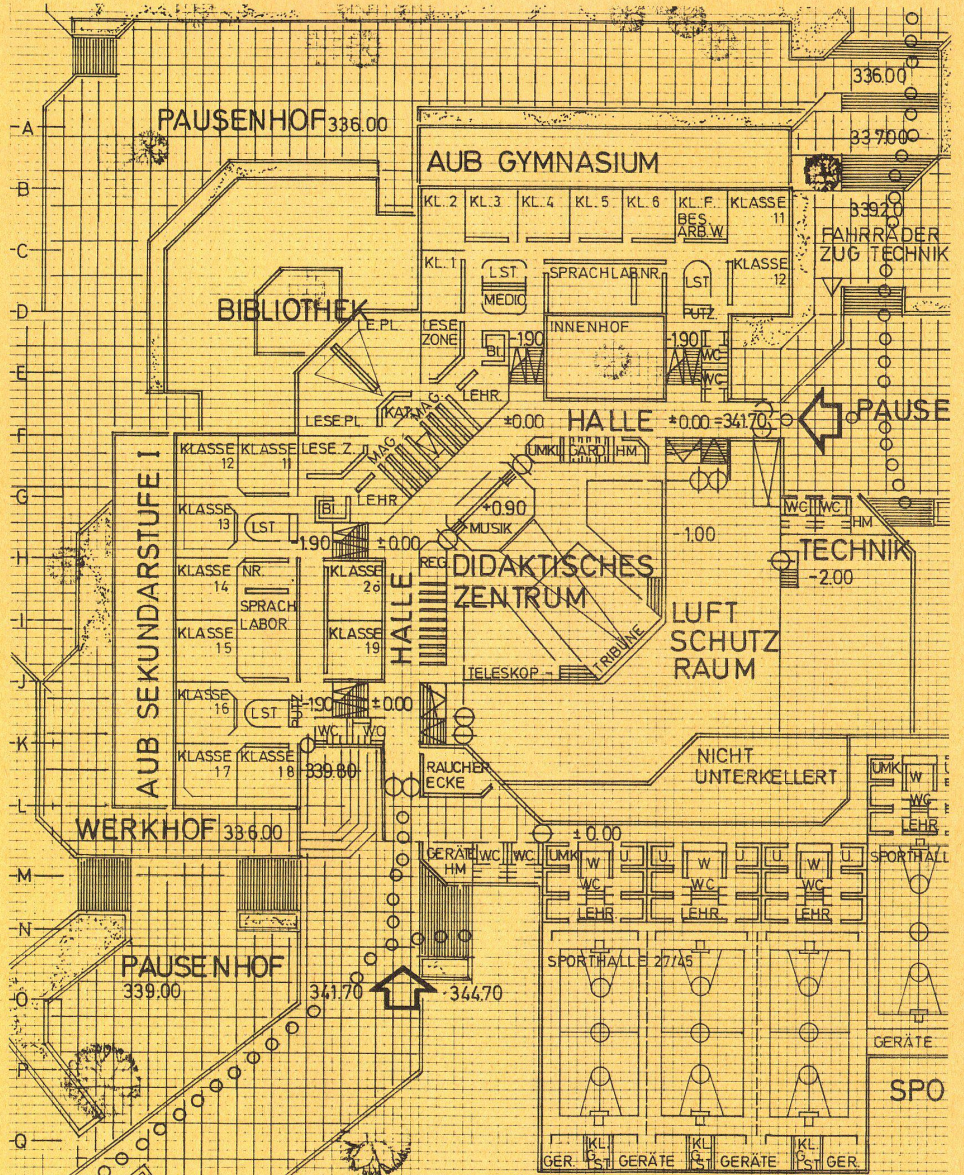 336.00
A
PAUSENHOF 336.00
337.00
AUB GYMNASIUM
B
KL. 2
KL. 3
KL. 4
KL. 5
KL. 6
KL. F.
BES
ARB.W
KLASSE
11
339.20
FAHRRÄDER
ZUG TECHNIK
C
KL. 1
LST
MEDIO
SPRACHLAB NR.
LST
PUTZ.
KLASSE
12
D
BIBLIOTHEK
LE.PL.
LESE
ZONE
BI.
-1.90
INNENHOF
-1.90
WC
WC
E
LEHR.
LESE PL.
KAT.
MAG.
±0.00
HALLE
±0.00 = 341.70
PAUSE
F
KLASSE
12
KLASSE
11
LESE Z.
MAG.
UMKL
GARD
HM
G
LEHR
KLASSE
13
LST
BI.
+0.90
MUSIK
-1.00
WC
WC
HM
H
-1.90
±0.00
TECHNIK
-2.00
AUB SEKUNDARSTUFE I
KLASSE
14
NR.
SPRACH
LABOR
KLASSE
20
HALLE
REG.
DIDAKTISCHES
ZENTRUM
LUFT
SCHUTZ
RAUM
I
KLASSE
15
KLASSE
19
TRIBÜNE
J
TELESKOP -
KLASSE
16
LST
PUTZ
-1.90
±0.00
WC
WC
K
KLASSE
17
KLASSE
18
339.80
RAUCHER
ECKE
NICHT
UNTERKELLERT
UMK
W
WC
LEHR
L
WERKHOF 336.00
±0.00
M
GERÄTE
HM
WC
WC
UMK
W
U.
U.
W
U.
U.
W
U.
WC
WC
WC
LEHR
LEHR.
LEHR
SPORTHALL
N
PAUSENHOF
339.00
SPORTHALLE 27/45
O
341.70
344.70
GERÄTE
P
SPO
Q
GER.
KL
G
ST
GERÄTE
KL
G
ST
GERÄTE
KL
G
ST
GER.